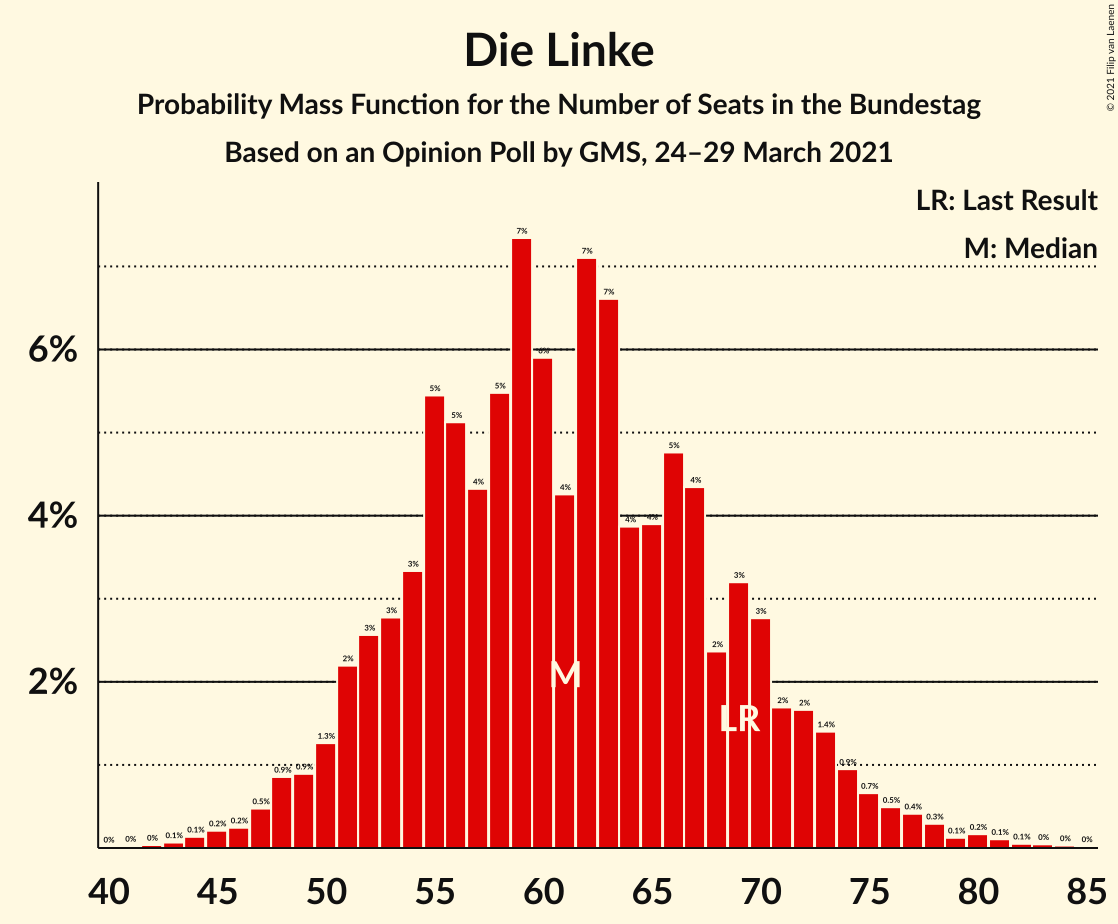 Die Linke
Probability Mass Function for the Number of Seats in the Bundestag
Based on an Opinion Poll by GMS, 24–29 March 2021
© 2021 Filip van Laenen
LR: Last Result
M: Median
6%
4%
2%
0% 0% 0% 0.1% 0.1% 0.2% 0.2% 0.5% 0.9% 0.9% 1.3% 2% 3% 3% 3% 5% 5% 4% 5% 7% 6% 4% 7% 7% 4% 4% 5% 4% 2% 3% 3% 2% 2% 1.4% 0.9% 0.7% 0.5% 0.4% 0.3% 0.1% 0.2% 0.1% 0.1% 0% 0% 0%
M
LR
40 45 50 55 60 65 70 75 80 85